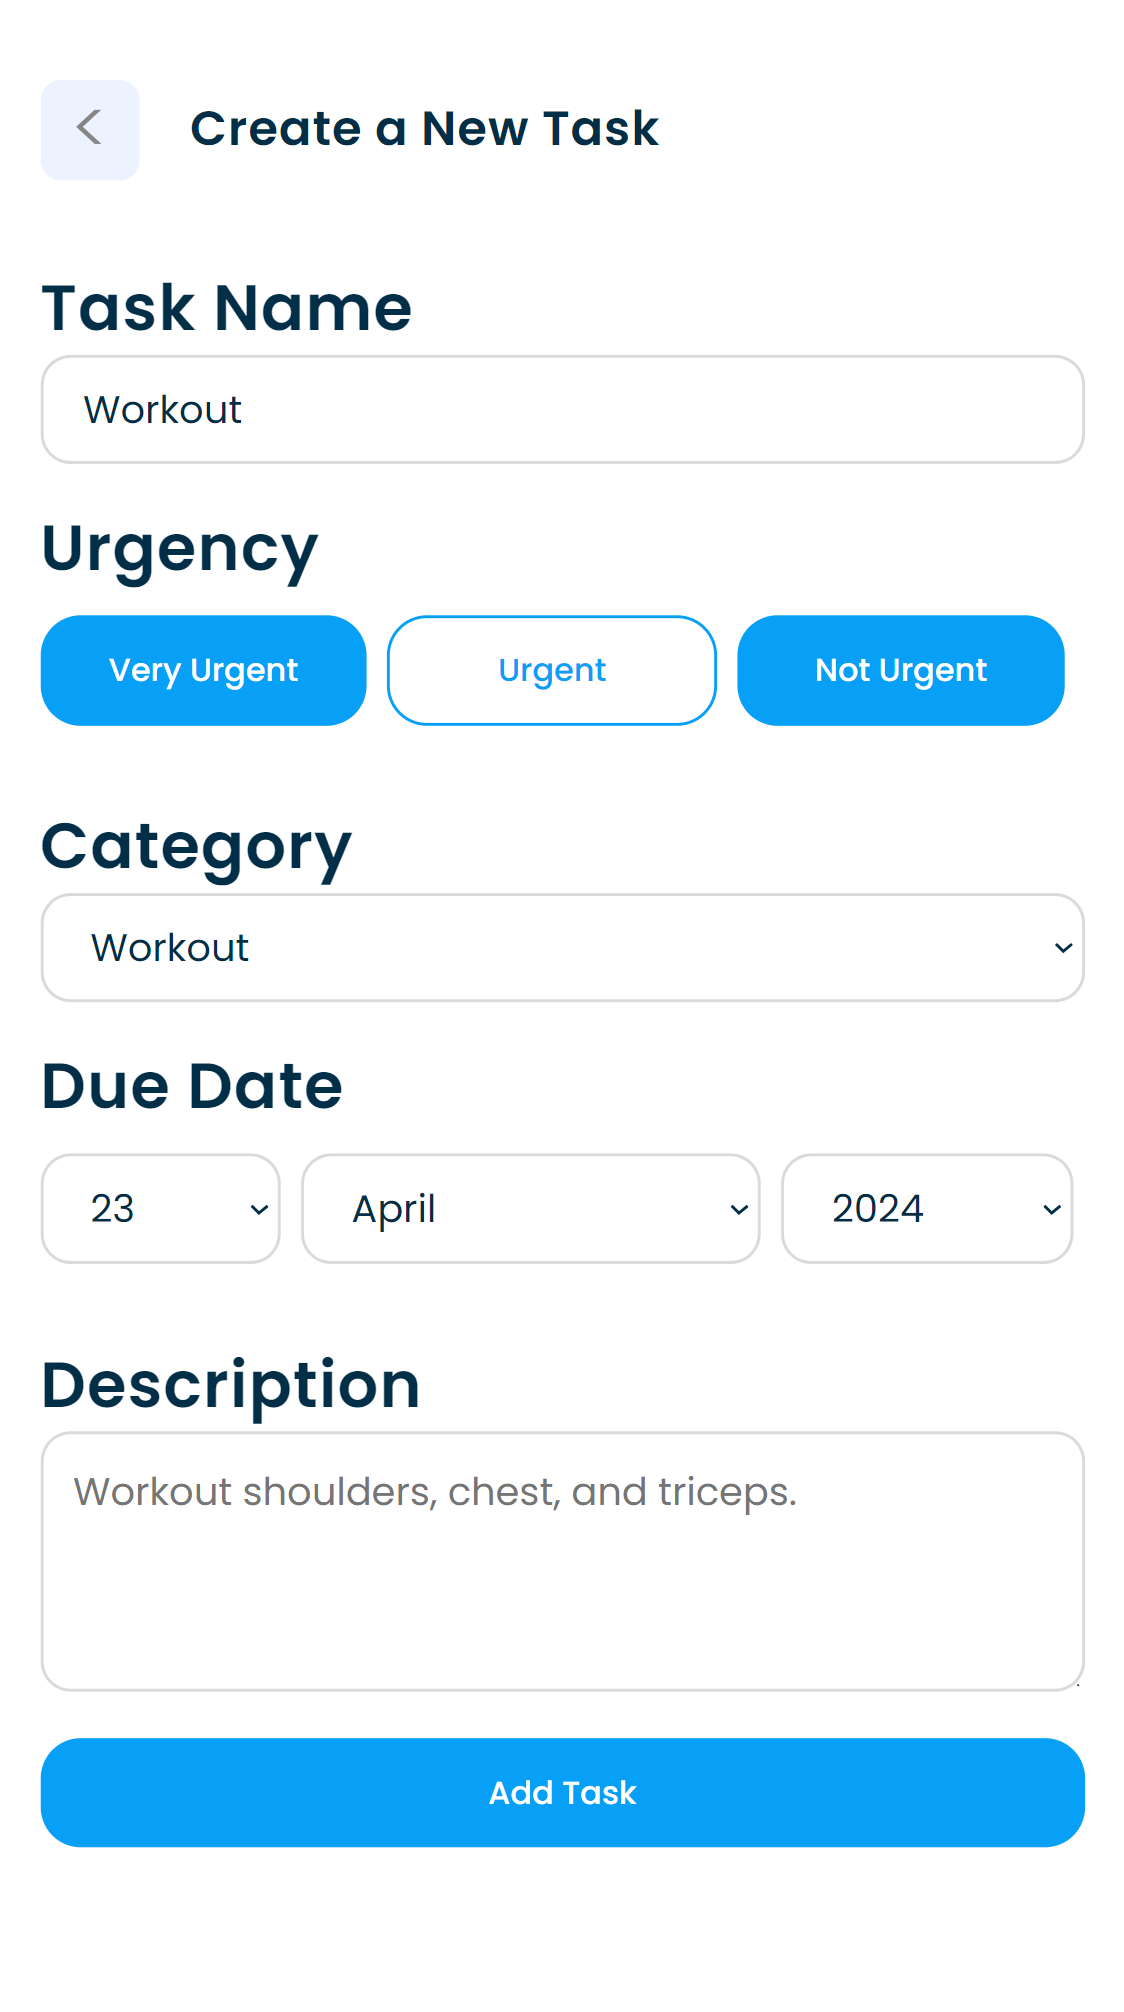 Create a New Task
Task Name
Workout
Urgency
Very Urgent Urgent Not Urgent
Category
Workout
Due Date
23 April 2024
Description
Workout shoulders, chest, and triceps.
Add Task